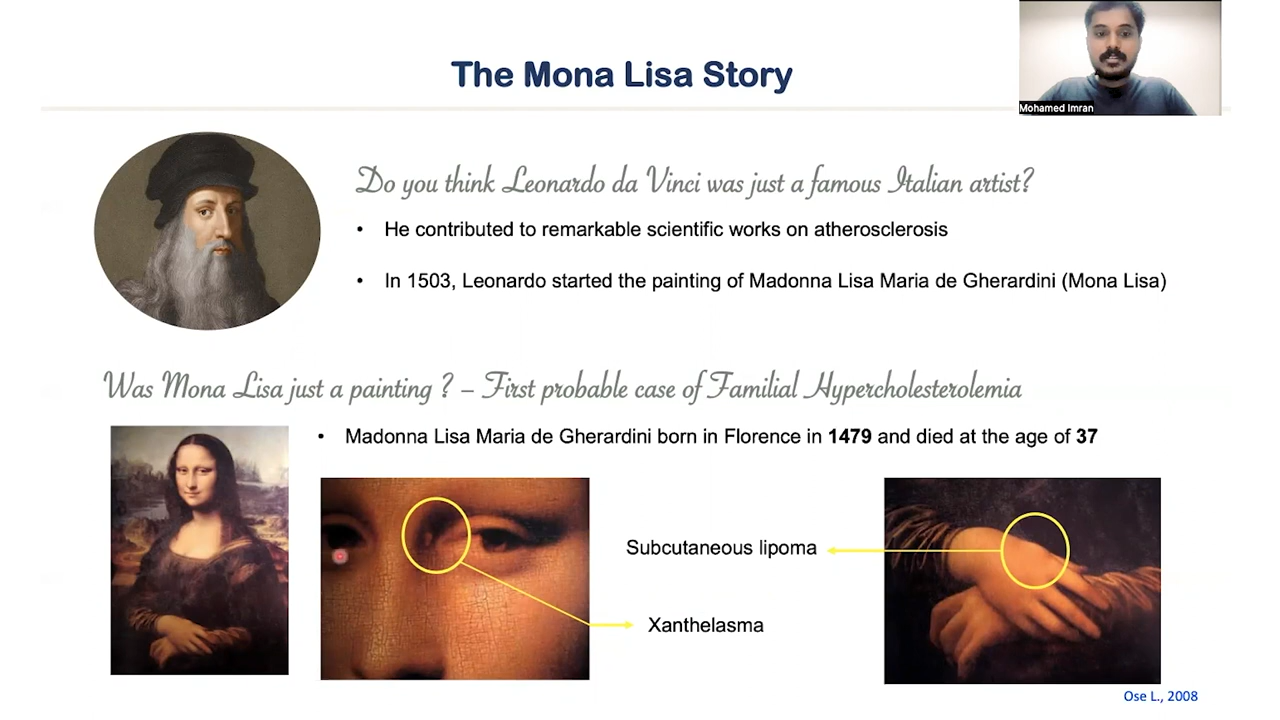 The Mona Lisa Story
Mohamed Imran
Do you think Leonardo da Vinci was just a famous Italian artist?
• He contributed to remarkable scientific works on atherosclerosis
• In 1503, Leonardo started the painting of Madonna Lisa Maria de Gherardini (Mona Lisa)
Was Mona Lisa just a painting ? – First probable case of Familial Hypercholesterolemia
• Madonna Lisa Maria de Gherardini born in Florence in 1479 and died at the age of 37
Subcutaneous lipoma
Xanthelasma
Ose L., 2008